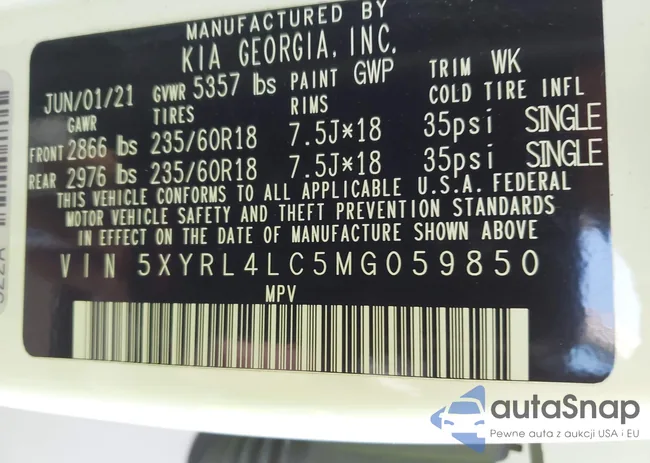 MANUFACTURED BY
KIA GEORGIA, INC.
JUN/01/21 GVWR 5357 lbs PAINT GWP TRIM WK
GAWR TIRES RIMS COLD TIRE INFL
FRONT 2866 lbs 235/60R18 7.5J×18 35psi SINGLE
REAR 2976 lbs 235/60R18 7.5J×18 35psi SINGLE
THIS VEHICLE CONFORMS TO ALL APPLICABLE U.S.A. FEDERAL
MOTOR VEHICLE SAFETY AND THEFT PREVENTION STANDARDS
IN EFFECT ON THE DATE OF MANUFACTURE SHOWN ABOVE
VIN 5XYRL4LC5MG059850
MPV
autaSnap
Pewne auta z aukcji USA i EU